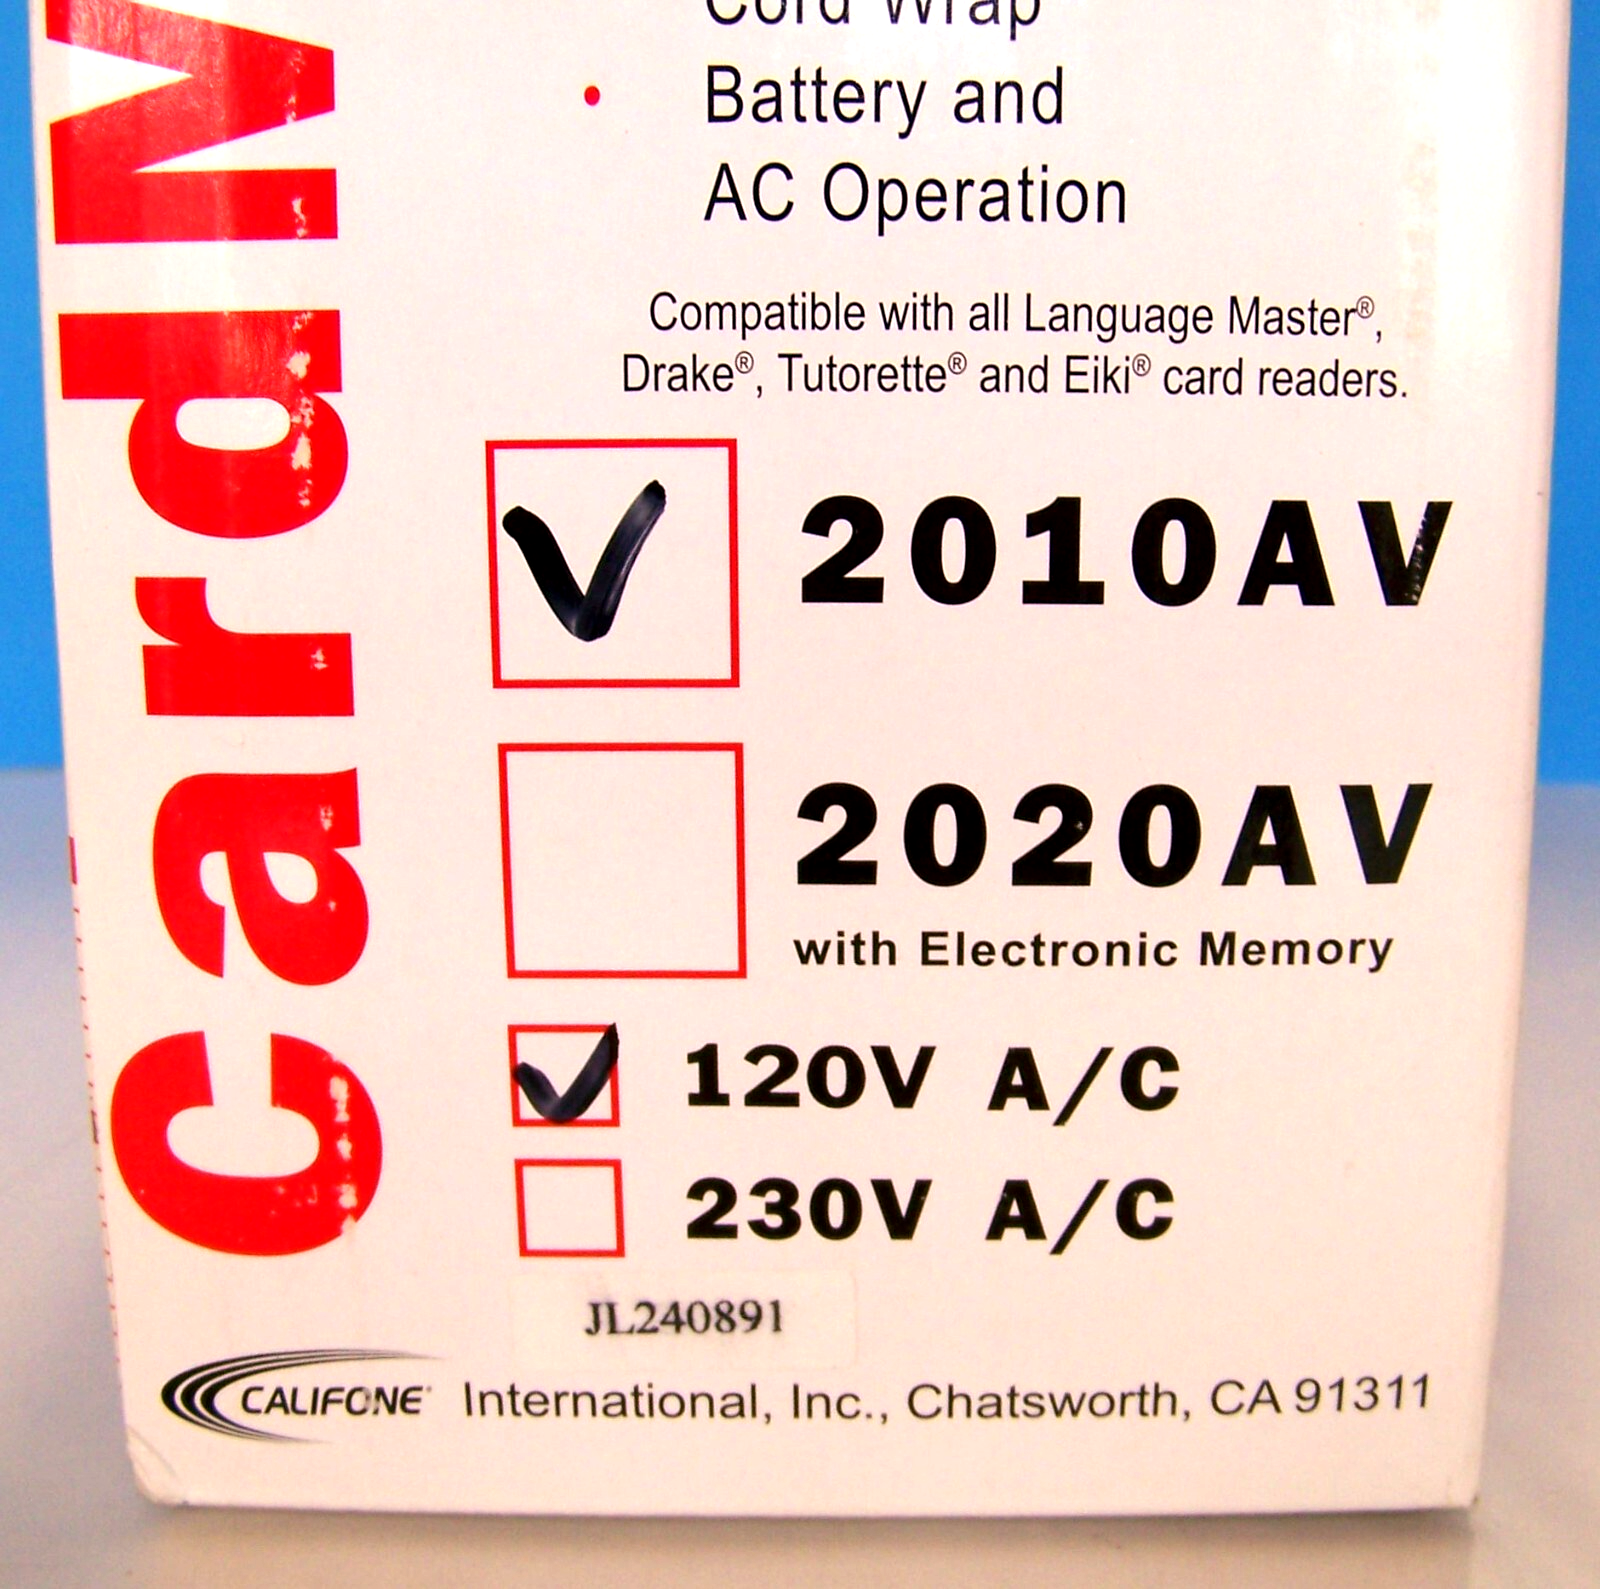 Cord Wrap
• Battery and
AC Operation
Compatible with all Language Master®,
Drake®, Tutorette® and Eiki® card readers.
2010AV
2020AV
with Electronic Memory
120V A/C
230V A/C
JL240891
CALIFONE® International, Inc., Chatsworth, CA 91311
CardM